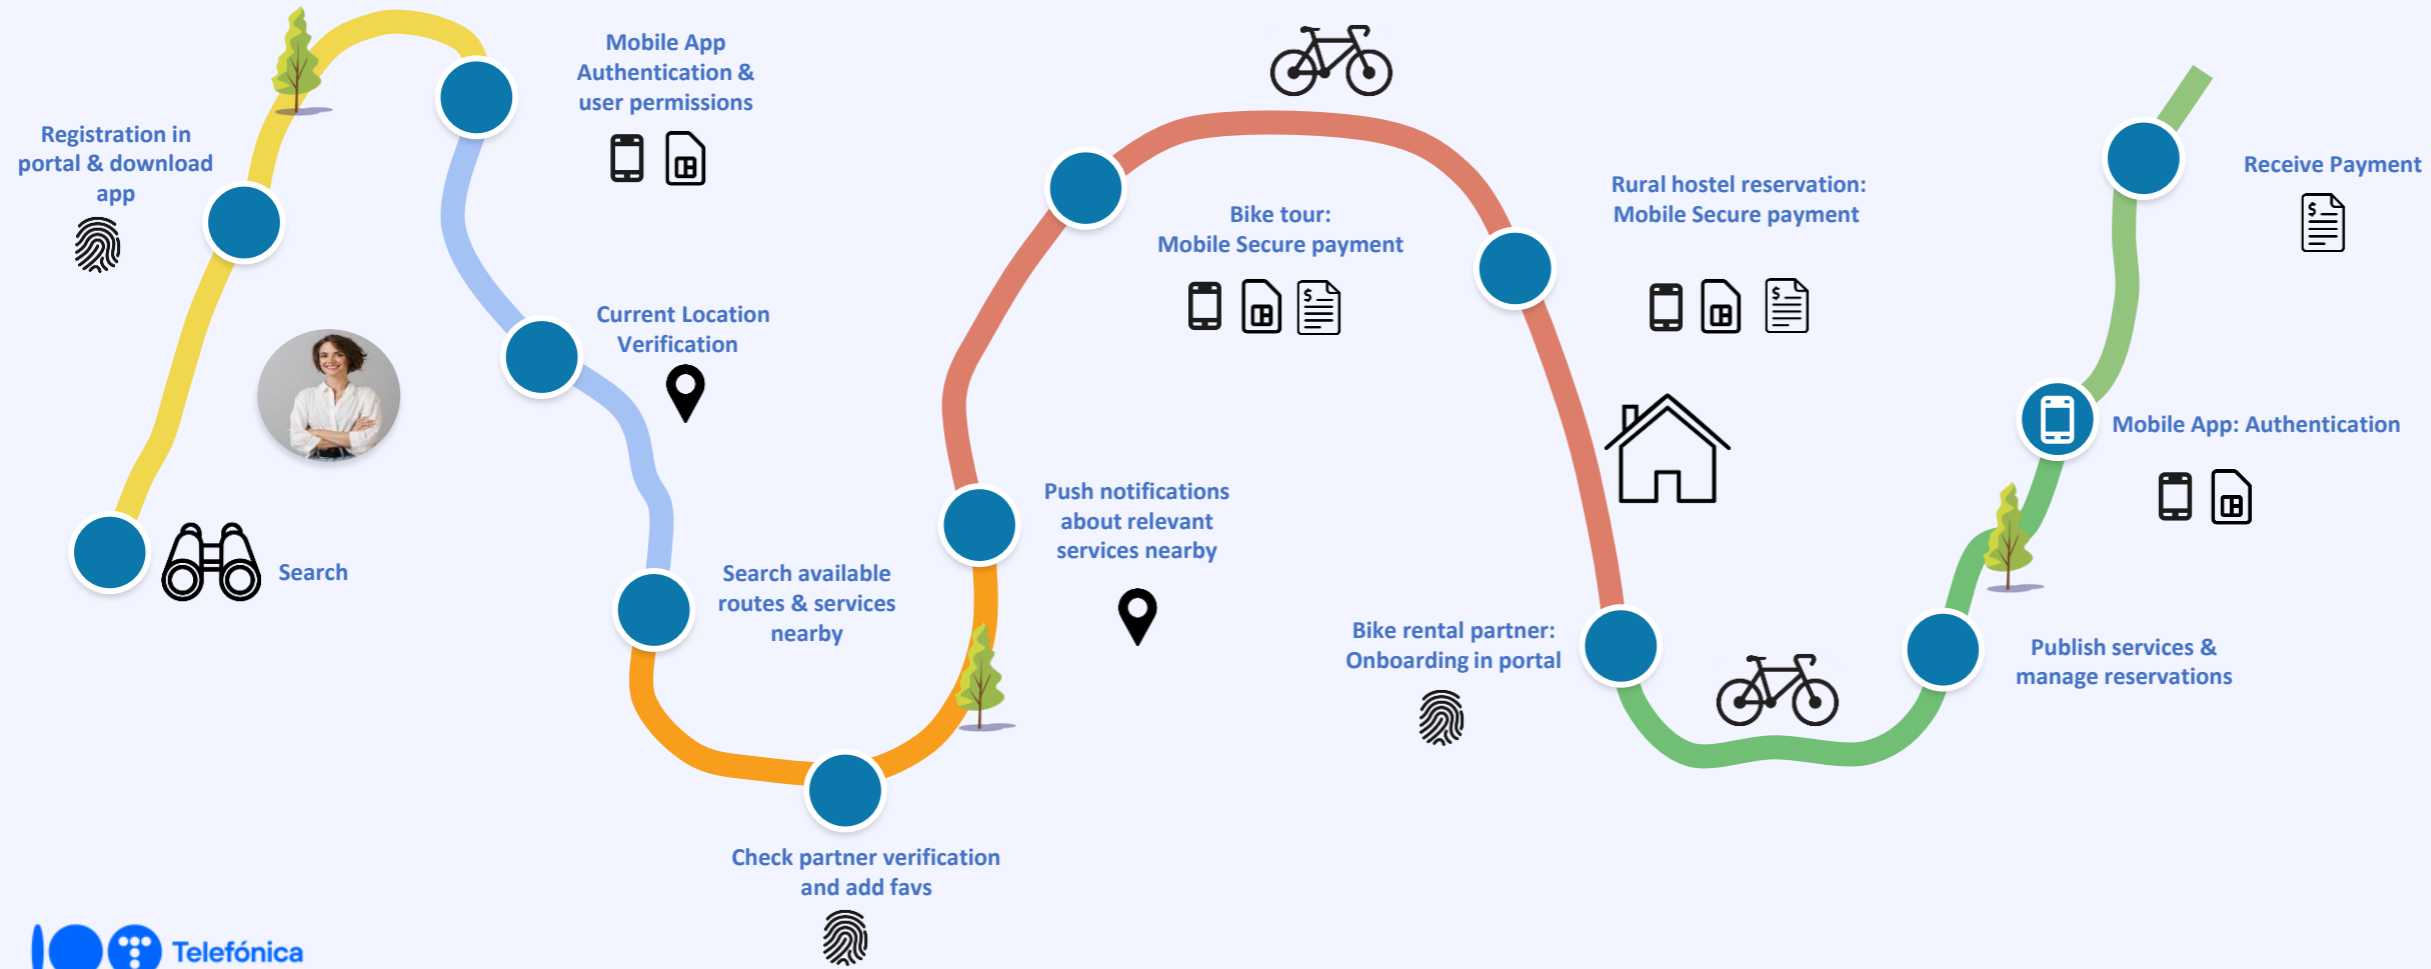 Mobile App
Authentication &
user permissions
Registration in
portal & download
app
Search
Current Location
Verification
Search available
routes & services
nearby
Check partner verification
and add favs
Push notifications
about relevant
services nearby
Bike tour:
Mobile Secure payment
$
Rural hostel reservation:
Mobile Secure payment
$
Bike rental partner:
Onboarding in portal
Publish services &
manage reservations
Mobile App: Authentication
Receive Payment
$
Telefónica